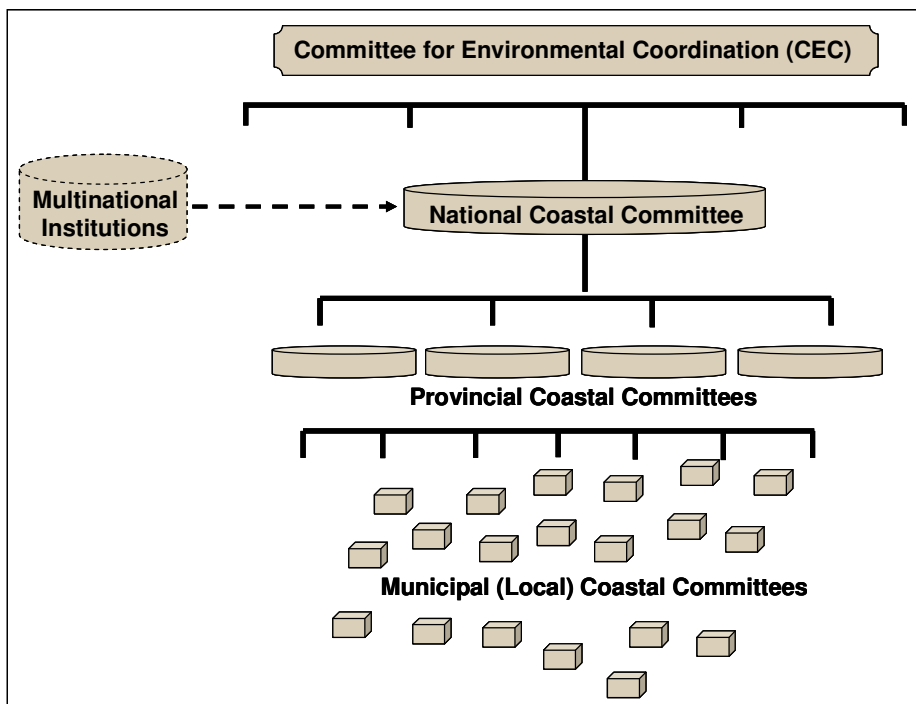 Committee for Environmental Coordination (CEC)
Multinational
Institutions
National Coastal Committee
Provincial Coastal Committees
Municipal (Local) Coastal Committees